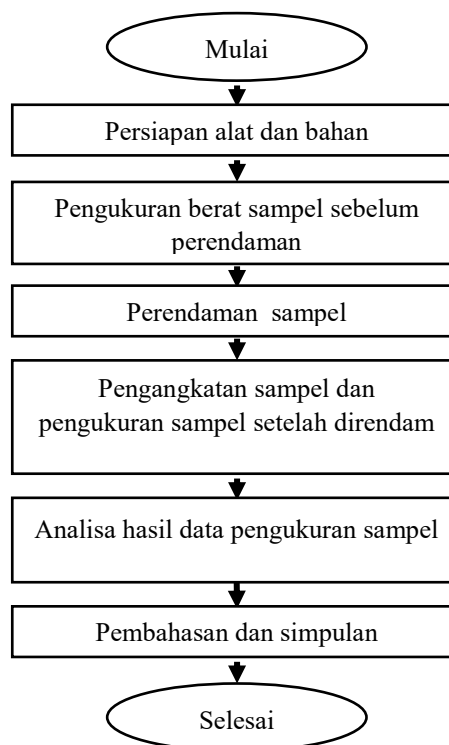 Mulai
Persiapan alat dan bahan
Pengukuran berat sampel sebelum
perendaman
Perendaman sampel
Pengangkatan sampel dan
pengukuran sampel setelah direndam
Analisa hasil data pengukuran sampel
Pembahasan dan simpulan
Selesai